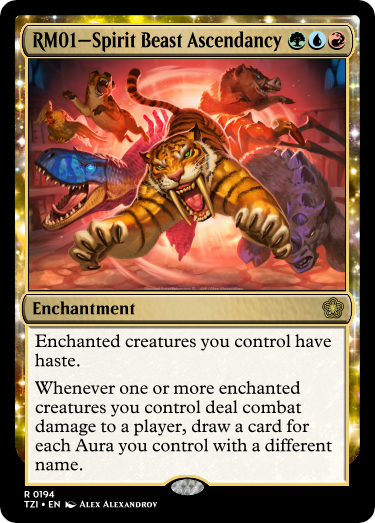 RM01—Spirit Beast Ascendancy
Enchantment
Enchanted creatures you control have
haste.
Whenever one or more enchanted
creatures you control deal combat
damage to a player, draw a card for
each Aura you control with a different
name.
R 0194
TZI • EN Alex Alexandrov